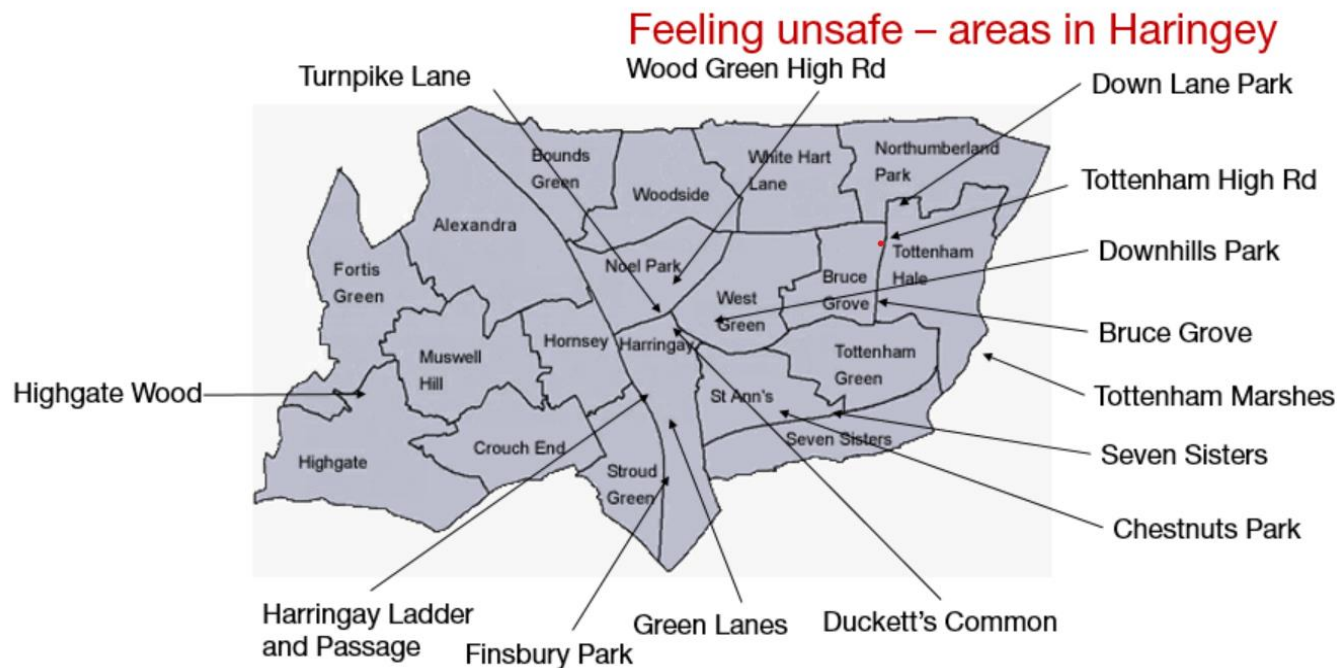 Feeling unsafe – areas in Haringey
Turnpike Lane
Wood Green High Rd
Down Lane Park
Tottenham High Rd
Downhills Park
Bruce Grove
Tottenham Marshes
Seven Sisters
Chestnuts Park
Highgate Wood
Harringay Ladder
and Passage
Finsbury Park
Green Lanes
Duckett's Common
Bounds
Green
Woodside
White Hart
Lane
Northumberland
Park
Alexandra
Fortis
Green
Noel Park
West
Green
Bruce
Grove
Tottenham
Hale
Muswell
Hill
Hornsey
Harringay
Tottenham
Green
St Ann's
Seven Sisters
Highgate
Crouch End
Stroud
Green